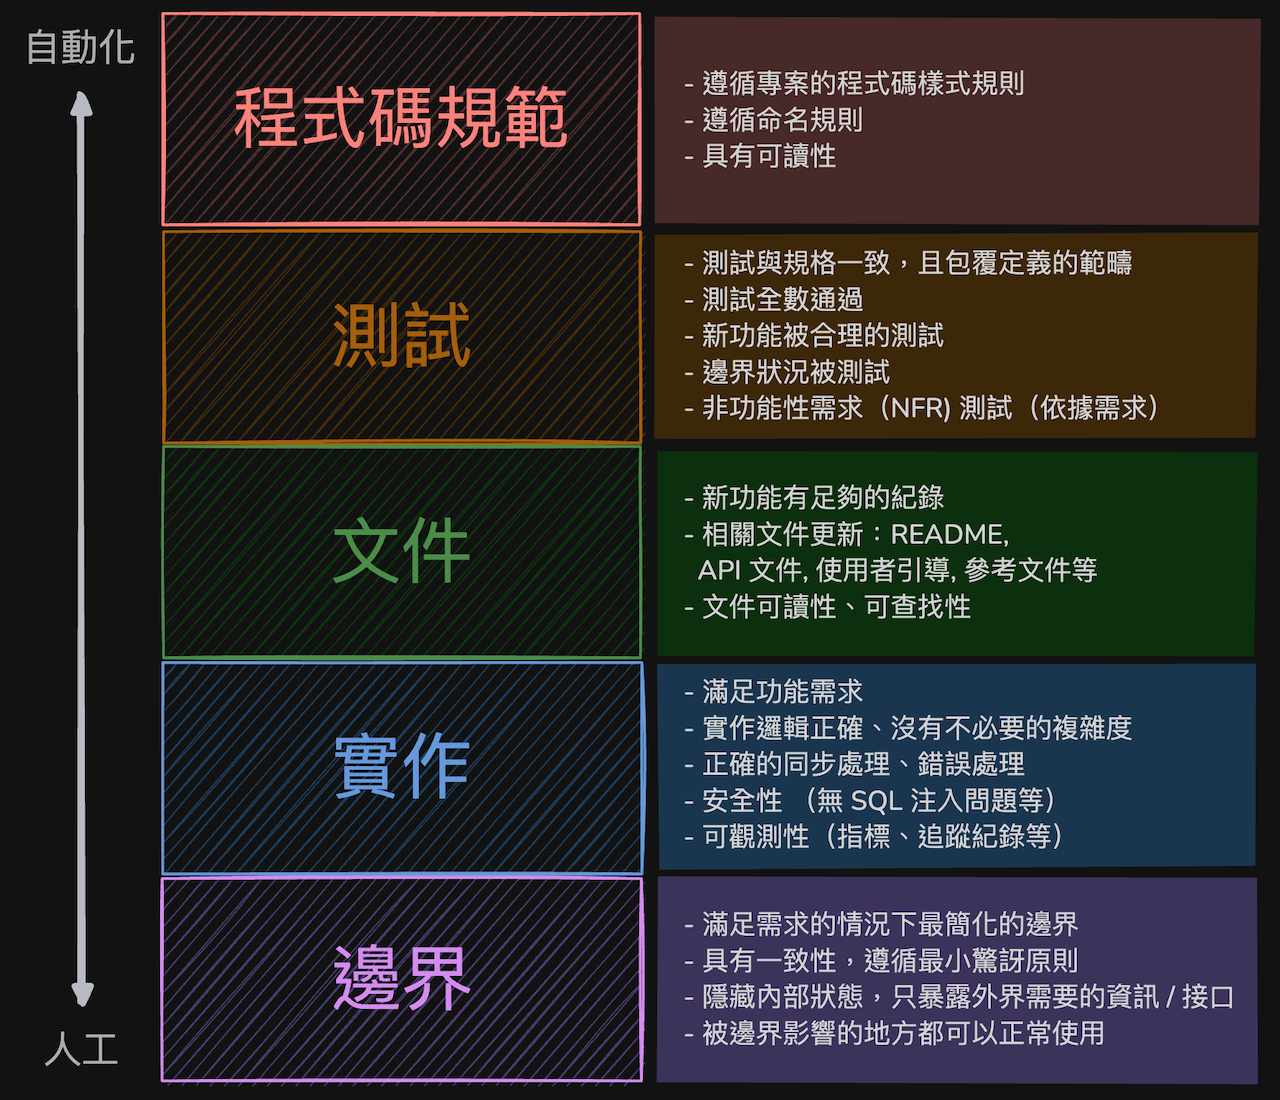 自動化
程式碼規範
- 遵循專案的程式碼樣式規則
- 遵循命名規則
- 具有可讀性
測試
- 測試與規格一致，且包覆定義的範疇
- 測試全數通過
- 新功能被合理的測試
- 邊界狀況被測試
- 非功能性需求（NFR) 測試（依據需求）
文件
- 新功能有足夠的紀錄
- 相關文件更新：README,
API 文件, 使用者引導, 參考文件等
- 文件可讀性、可查找性
實作
- 滿足功能需求
- 實作邏輯正確、沒有不必要的複雜度
- 正確的同步處理、錯誤處理
- 安全性 （無 SQL 注入問題等）
- 可觀測性（指標、追蹤紀錄等）
邊界
- 滿足需求的情況下最簡化的邊界
- 具有一致性，遵循最小驚訝原則
- 隱藏內部狀態，只暴露外界需要的資訊 / 接口
- 被邊界影響的地方都可以正常使用
人工